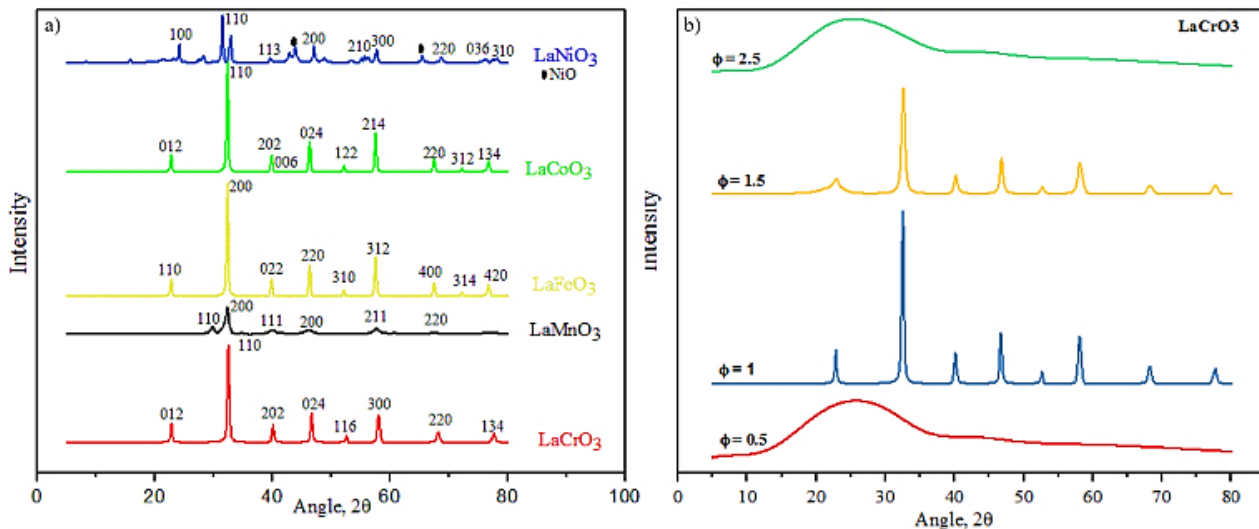 a)
110
100
200
113
210
300
220
036
310
LaNiO3
NiO
110
012
202
006
024
122
214
220
312
134
LaCoO3
200
110
022
220
310
312
400
314
420
LaFeO3
110
200
111
200
211
220
LaMnO3
110
012
202
024
116
300
220
134
LaCrO3
Intensity
0 20 40 60 80 100
Angle, 2θ
b)
LaCrO3
ϕ = 2.5
ϕ = 1.5
ϕ = 1
ϕ = 0.5
Intensity
0 10 20 30 40 50 60 70 80
Angle, 2θ